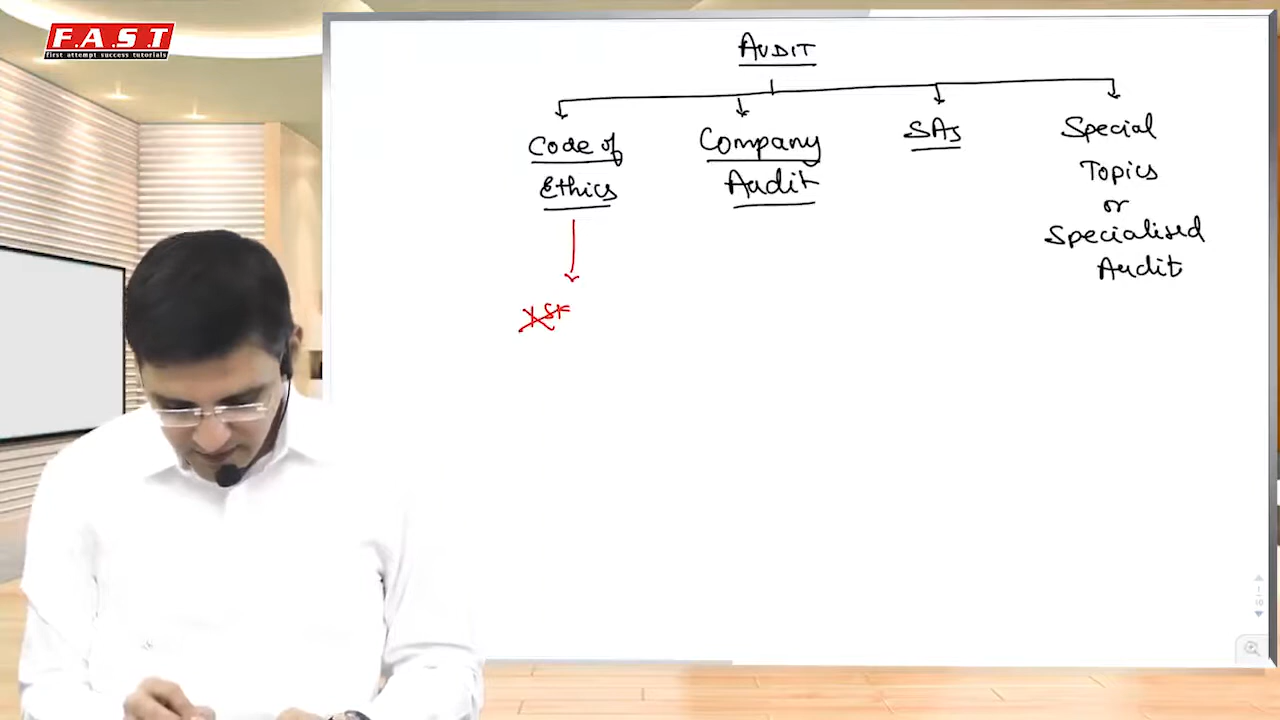 F.A.S.T
first attempt success tutorials
AUDIT
Code of
Ethics
Company
Audit
SAs
Special
Topics
or
Specialised
Audit